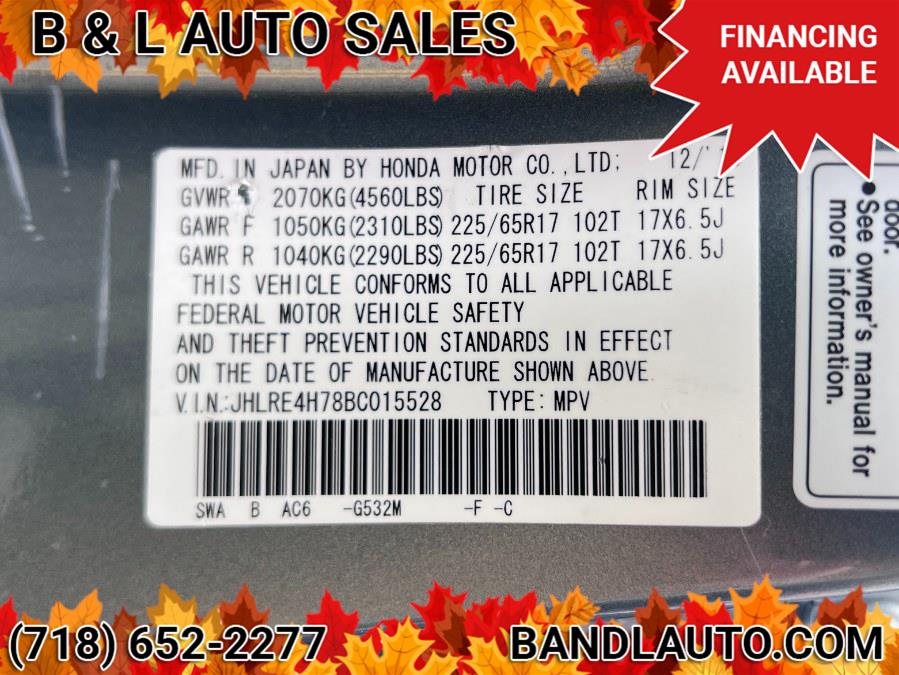 B & L AUTO SALES
FINANCING
AVAILABLE
MFD. IN JAPAN BY HONDA MOTOR CO.,LTD; 12/
GVWR 2070KG(4560LBS) TIRE SIZE RIM SIZE
GAWR F 1050KG(2310LBS) 225/65R17 102T 17X6.5J
GAWR R 1040KG(2290LBS) 225/65R17 102T 17X6.5J
THIS VEHICLE CONFORMS TO ALL APPLICABLE
FEDERAL MOTOR VEHICLE SAFETY
AND THEFT PREVENTION STANDARDS IN EFFECT
ON THE DATE OF MANUFACTURE SHOWN ABOVE.
V.I.N.:JHLRE4H78BC015528 TYPE: MPV
SWA B AC6 -G532M -F -C
door.
• See owner's manual for
more information.
(718) 652-2277
BANDLAUTO.COM